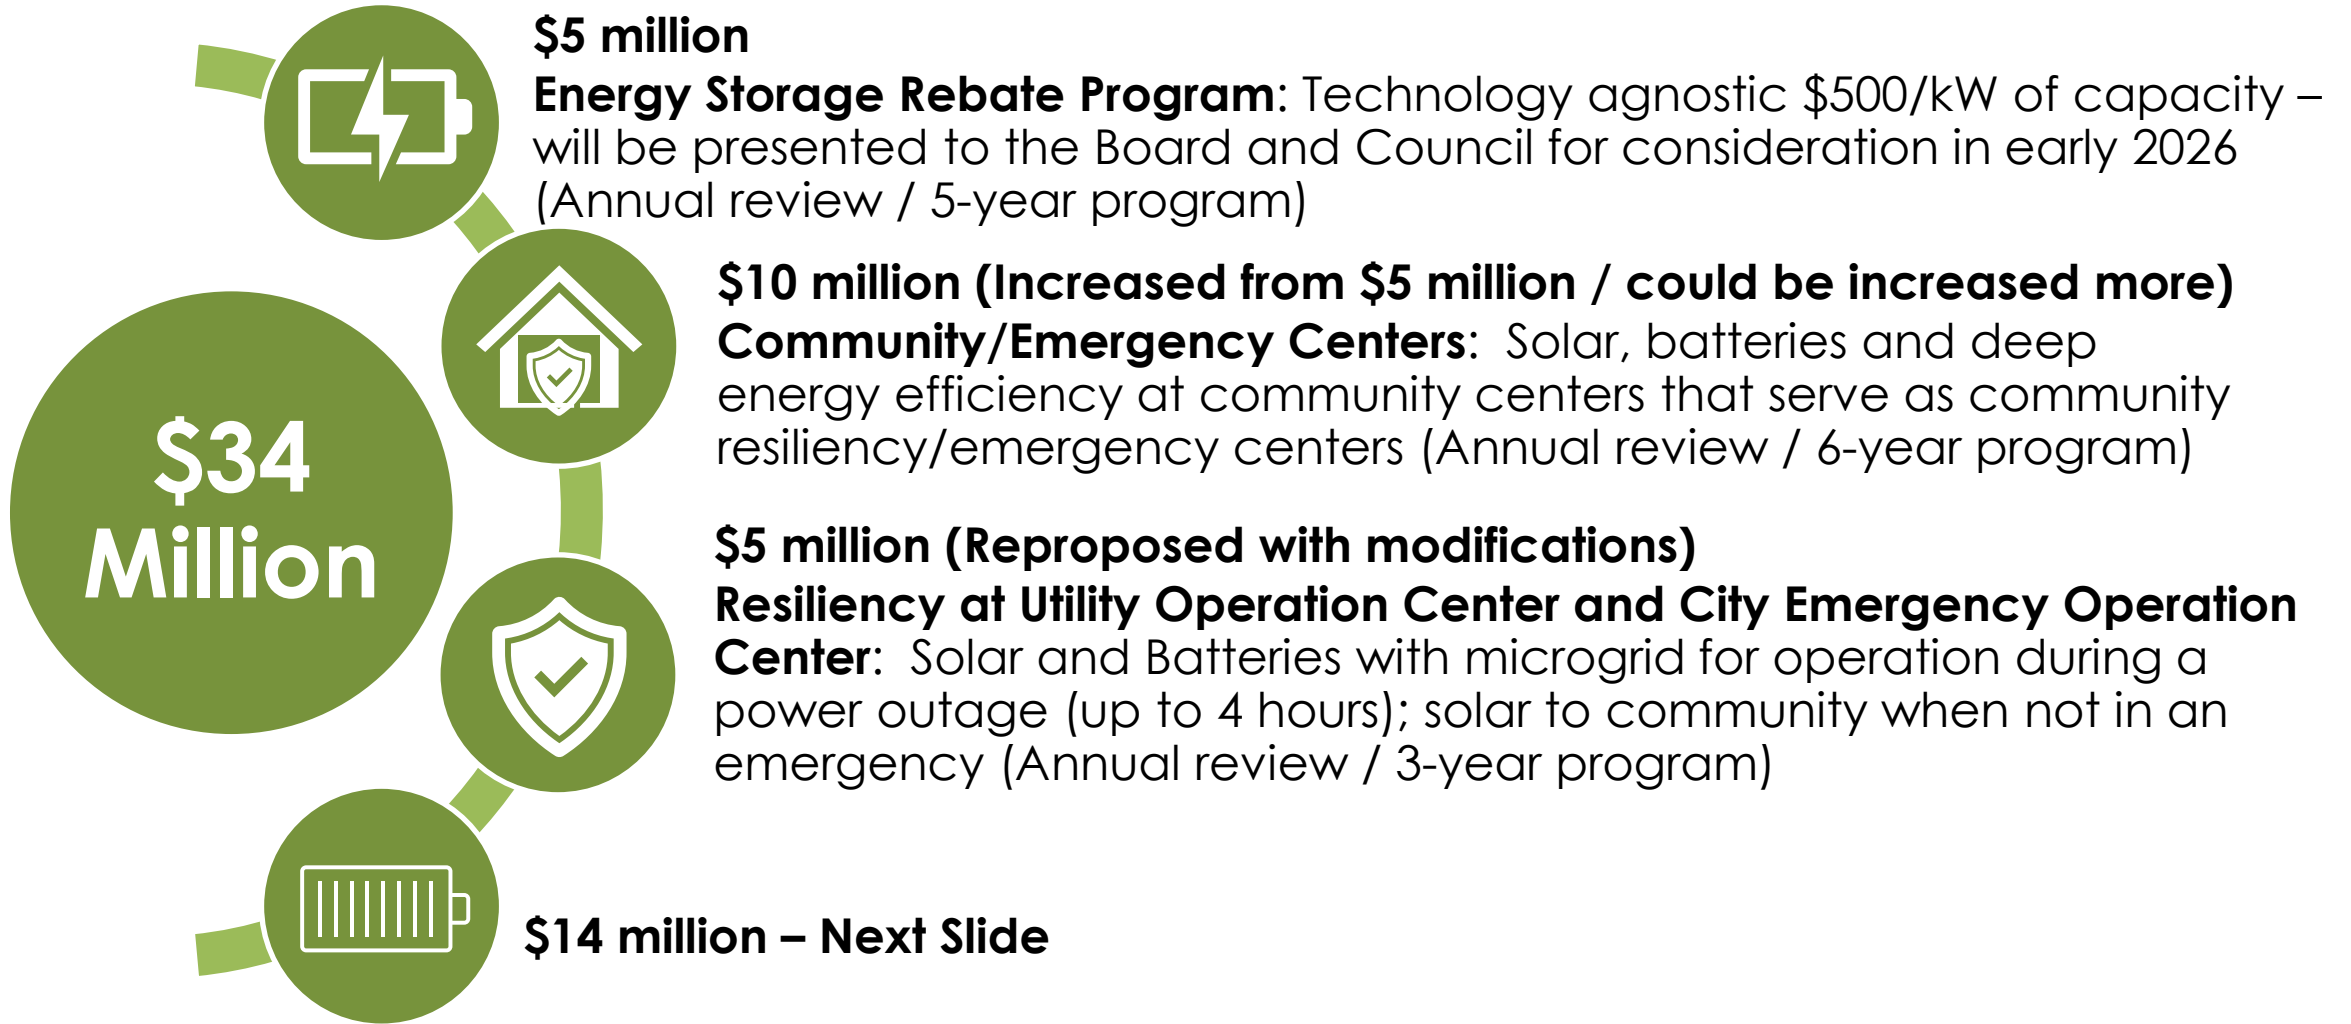 $5 million
Energy Storage Rebate Program: Technology agnostic $500/kW of capacity –
will be presented to the Board and Council for consideration in early 2026
(Annual review / 5-year program)
$10 million (Increased from $5 million / could be increased more)
Community/Emergency Centers: Solar, batteries and deep
energy efficiency at community centers that serve as community
resiliency/emergency centers (Annual review / 6-year program)
$34
Million
$5 million (Reproposed with modifications)
Resiliency at Utility Operation Center and City Emergency Operation
Center: Solar and Batteries with microgrid for operation during a
power outage (up to 4 hours); solar to community when not in an
emergency (Annual review / 3-year program)
$14 million – Next Slide